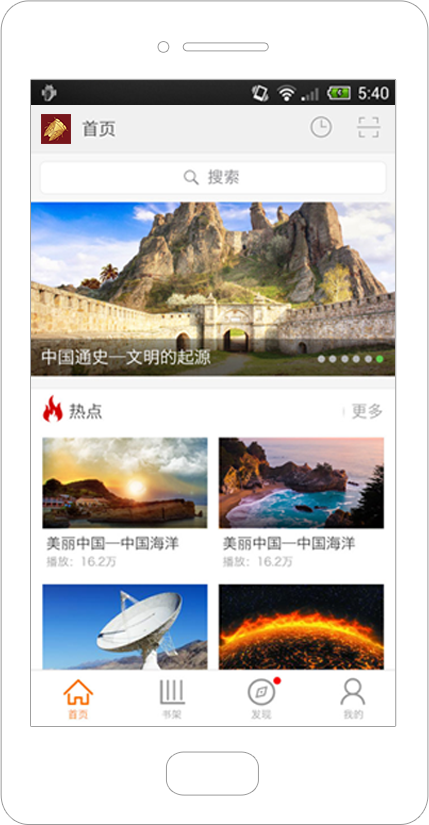 5:40
首页
搜索
中国通史—文明的起源
热点
更多
美丽中国—中国海洋
美丽中国—中国海洋
播放：16.2万
播放：16.2万
首页
书架
发现
我的